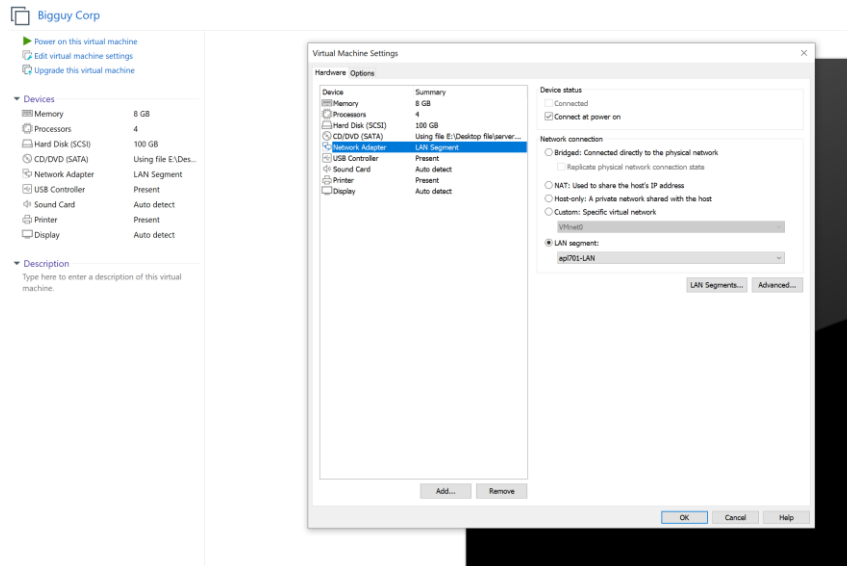 Bigguy Corp
Power on this virtual machine
Edit virtual machine settings
Upgrade this virtual machine
Devices
Memory 8 GB
Processors 4
Hard Disk (SCSI) 100 GB
CD/DVD (SATA) Using file E:\Des...
Network Adapter LAN Segment
USB Controller Present
Sound Card Auto detect
Printer Present
Display Auto detect
Description
Type here to enter a description of this virtual
machine.
Virtual Machine Settings
Hardware Options
Device Summary
Memory 8 GB
Processors 4
Hard Disk (SCSI) 100 GB
CD/DVD (SATA) Using file E:\Desktop file\server...
Network Adapter LAN Segment
USB Controller Present
Sound Card Auto detect
Printer Present
Display Auto detect
Add... Remove
Device status
Connected
Connect at power on
Network connection
Bridged: Connected directly to the physical network
Replicate physical network connection state
NAT: Used to share the host's IP address
Host-only: A private network shared with the host
Custom: Specific virtual network
VMnet0
LAN segment:
apl701-LAN
LAN Segments... Advanced...
OK Cancel Help